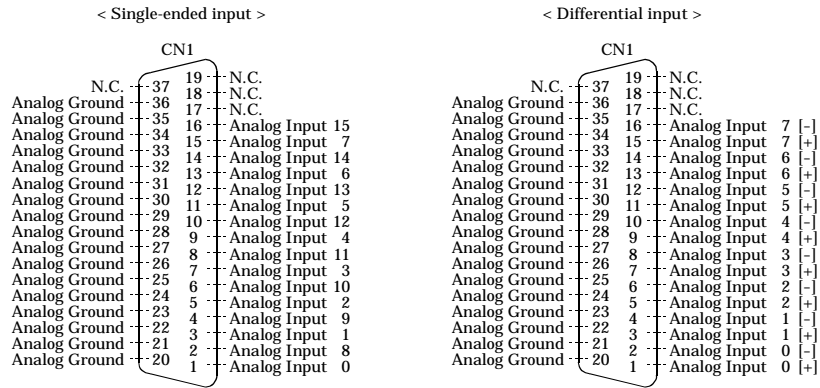 < Single-ended input >
CN1
19 N.C.
N.C. 37
18 N.C.
Analog Ground 36
17 N.C.
Analog Ground 35
16 Analog Input 15
Analog Ground 34
15 Analog Input 7
Analog Ground 33
14 Analog Input 14
Analog Ground 32
13 Analog Input 6
Analog Ground 31
12 Analog Input 13
Analog Ground 30
11 Analog Input 5
Analog Ground 29
10 Analog Input 12
Analog Ground 28
9 Analog Input 4
Analog Ground 27
8 Analog Input 11
Analog Ground 26
7 Analog Input 3
Analog Ground 25
6 Analog Input 10
Analog Ground 24
5 Analog Input 2
Analog Ground 23
4 Analog Input 9
Analog Ground 22
3 Analog Input 1
Analog Ground 21
2 Analog Input 8
Analog Ground 20
1 Analog Input 0
< Differential input >
CN1
19 N.C.
N.C. 37
18 N.C.
Analog Ground 36
17 N.C.
Analog Ground 35
16 Analog Input 7 [-]
Analog Ground 34
15 Analog Input 7 [+]
Analog Ground 33
14 Analog Input 6 [-]
Analog Ground 32
13 Analog Input 6 [+]
Analog Ground 31
12 Analog Input 5 [-]
Analog Ground 30
11 Analog Input 5 [+]
Analog Ground 29
10 Analog Input 4 [-]
Analog Ground 28
9 Analog Input 4 [+]
Analog Ground 27
8 Analog Input 3 [-]
Analog Ground 26
7 Analog Input 3 [+]
Analog Ground 25
6 Analog Input 2 [-]
Analog Ground 24
5 Analog Input 2 [+]
Analog Ground 23
4 Analog Input 1 [-]
Analog Ground 22
3 Analog Input 1 [+]
Analog Ground 21
2 Analog Input 0 [-]
Analog Ground 20
1 Analog Input 0 [+]